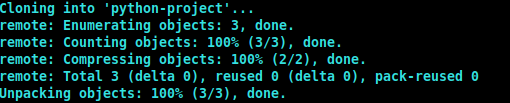 Cloning into 'python-project'...
remote: Enumerating objects: 3, done.
remote: Counting objects: 100% (3/3), done.
remote: Compressing objects: 100% (2/2), done.
remote: Total 3 (delta 0), reused 0 (delta 0), pack-reused 0
Unpacking objects: 100% (3/3), done.